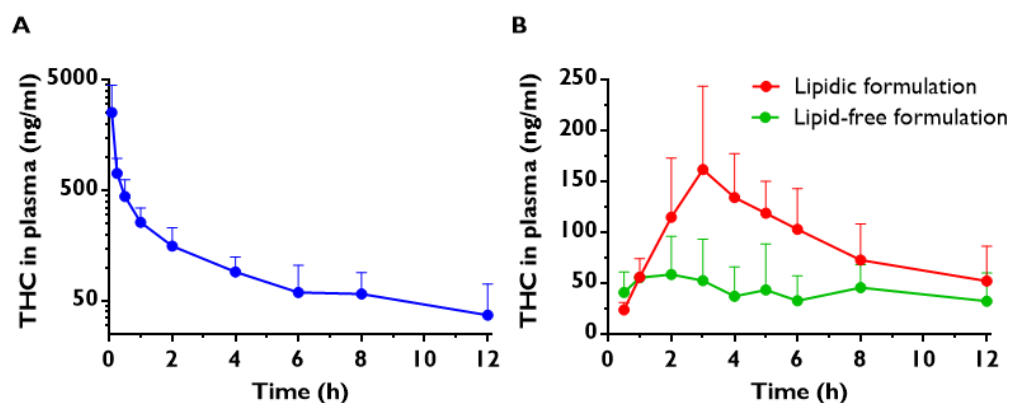 A
THC in plasma (ng/ml)
5000
500
50
0 2 4 6 8 10 12
Time (h)
B
THC in plasma (ng/ml)
250
200
150
100
50
0
0 2 4 6 8 10 12
Time (h)
Lipidic formulation
Lipid-free formulation